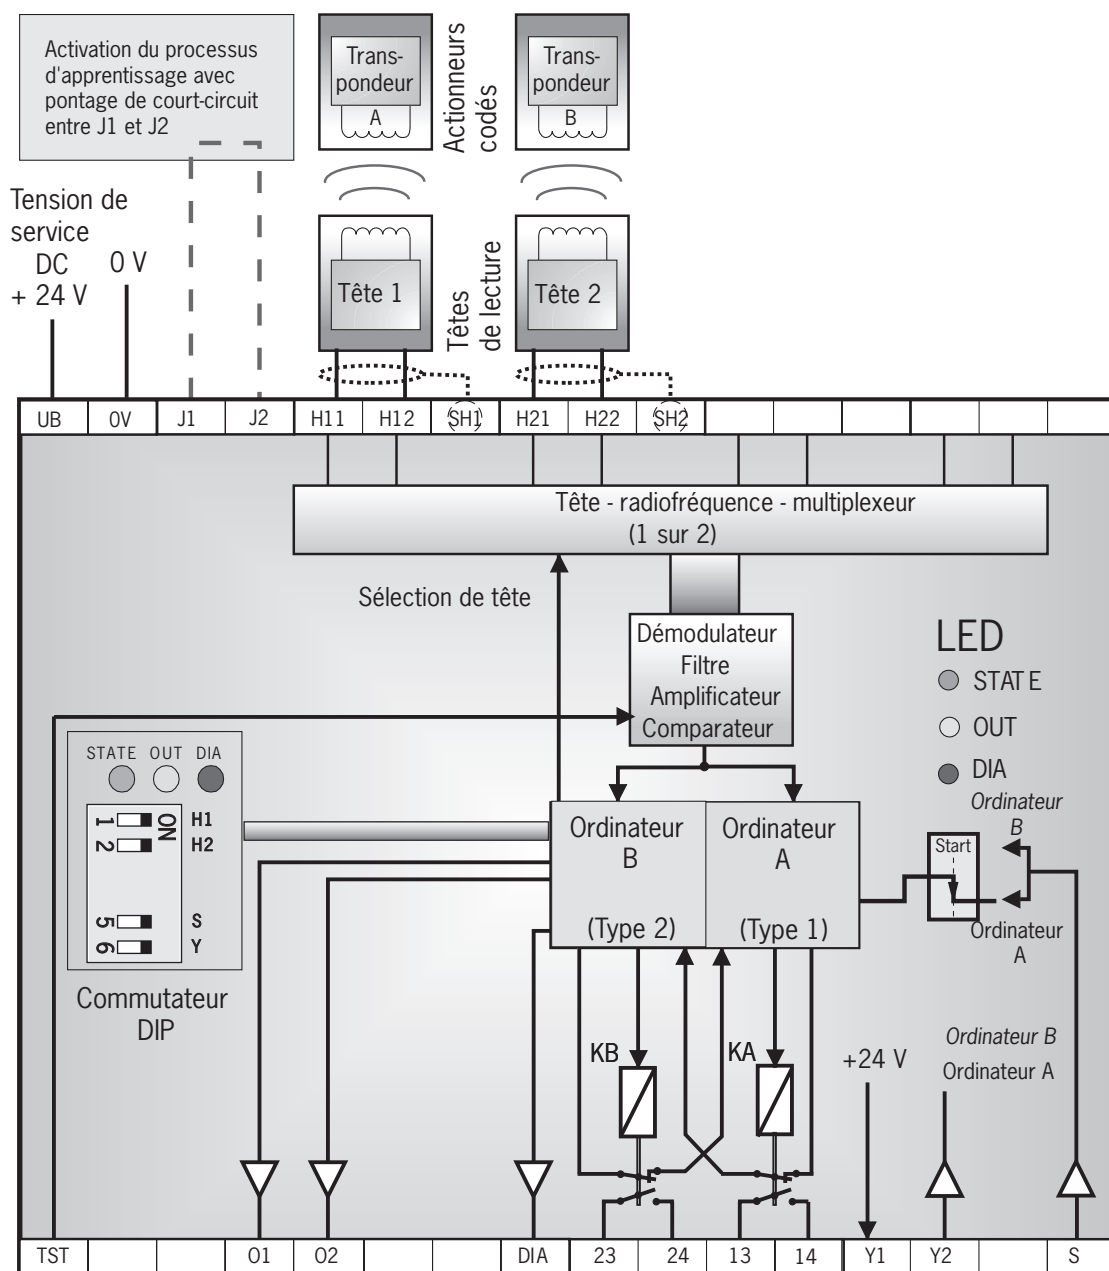 Activation du processus
d'apprentissage avec
pontage de court-circuit
entre J1 et J2
Trans-
pondeur
A
Actionneurs
codés
Trans-
pondeur
B
Tension de
service
DC
+ 24 V
0 V
Tête 1
Têtes
de lecture
Tête 2
UB 0V J1 J2 H11 H12 SH1 H21 H22 SH2
Tête - radiofréquence - multiplexeur
(1 sur 2)
Sélection de tête
Démodulateur
Filtre
Amplificateur
Comparateur
LED
STATE
OUT
DIA
STATE OUT DIA
1 ON H1
2 H2
5 S
6 Y
Commutateur
DIP
Ordinateur
B
(Type 2)
Ordinateur
A
(Type 1)
Start
Ordinateur
B
Ordinateur
A
KB
KA
+24 V
Ordinateur B
Ordinateur A
TST O1 O2 DIA 23 24 13 14 Y1 Y2 S